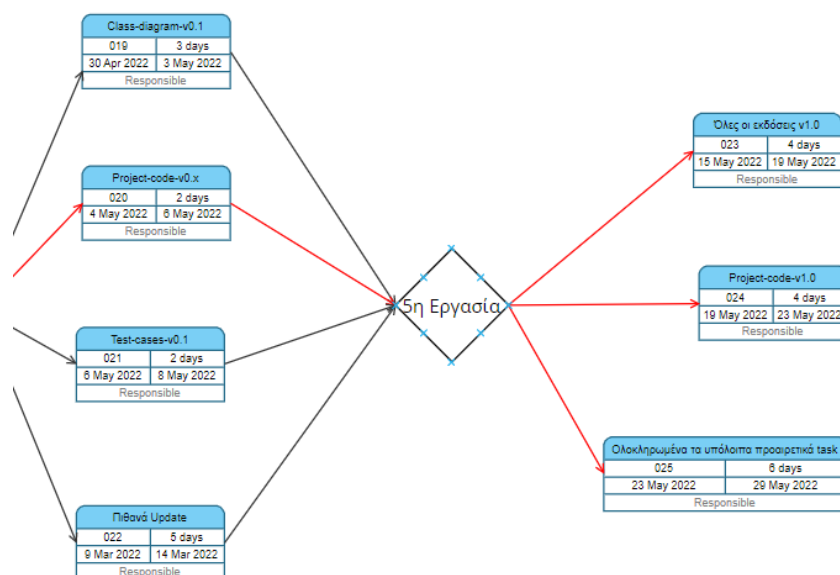 Class-diagram-v0.1
019 3 days
30 Apr 2022 3 May 2022
Responsible
Project-code-v0.x
020 2 days
4 May 2022 6 May 2022
Responsible
Test-cases-v0.1
021 2 days
6 May 2022 8 May 2022
Responsible
Πιθανά Update
022 5 days
9 Mar 2022 14 Mar 2022
Responsible
5η Εργασία
Όλες οι εκδόσεις v1.0
023 4 days
15 May 2022 19 May 2022
Responsible
Project-code-v1.0
024 4 days
19 May 2022 23 May 2022
Responsible
Ολοκληρωμένα τα υπόλοιπα προαιρετικά task
025 6 days
23 May 2022 29 May 2022
Responsible